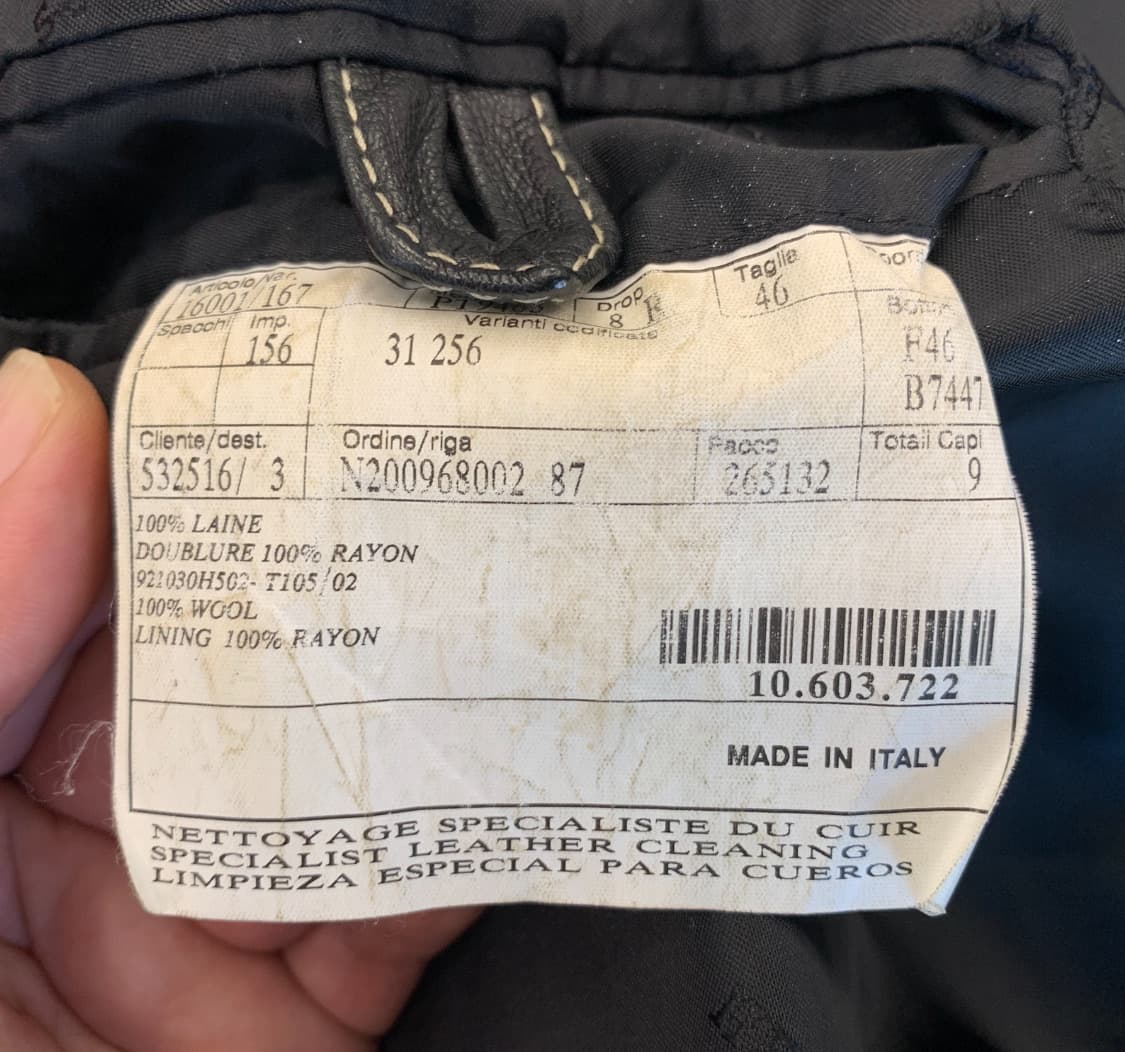 Articolo/Var. Drop Taglia
16001/167 8 46
Spacchi Imp. Varianti codificate
156 31 256 F46
B7447
Cliente/dest. Ordine/riga Pacco Totali Capi
532516/ 3 N200968002 87 265132 9
100% LAINE
DOUBLURE 100% RAYON
921030H502- T105/02
100% WOOL
LINING 100% RAYON
10.603.722
MADE IN ITALY
NETTOYAGE SPECIALISTE DU CUIR
SPECIALIST LEATHER CLEANING
LIMPIEZA ESPECIAL PARA CUEROS